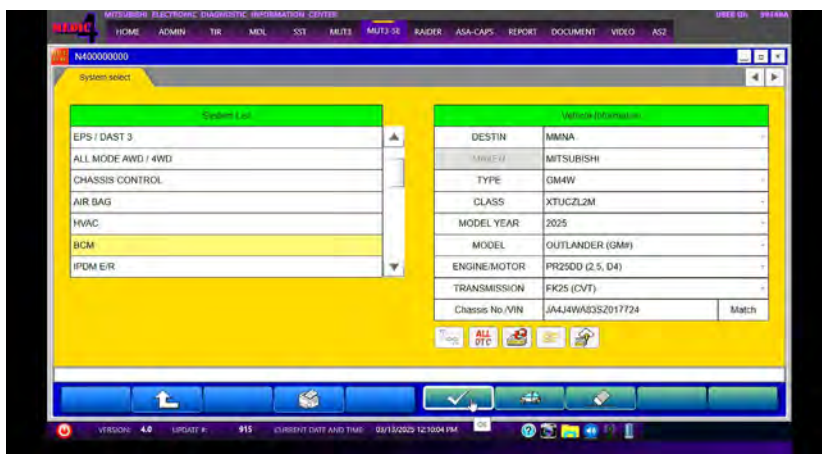 MITSUBISHI ELECTRONIC DIAGNOSTIC INFORMATION CENTER
HOME ADMIN TIR MDL SST MUT3 MUT3-SE RAIDER ASA-CAPS REPORT DOCUMENT VIDEO AS2
N400000000
System select
System List
EPS / DAST 3
ALL MODE AWD / 4WD
CHASSIS CONTROL
AIR BAG
HVAC
BCM
IPDM E/R
Vehicle Information
DESTIN MMNA
MITSUBISHI
TYPE GM4W
CLASS XTUCZL2M
MODEL YEAR 2025
MODEL OUTLANDER (GM#)
ENGINE/MOTOR PR25DD (2.5, D4)
TRANSMISSION FK25 (CVT)
Chassis No./VIN JA4J4WA83SZ017724 Match
ALL DTC
OK
VERSION: 4.0 UPDATE #: 915 CURRENT DATE AND TIME: 03/13/2025 12:10:04 PM